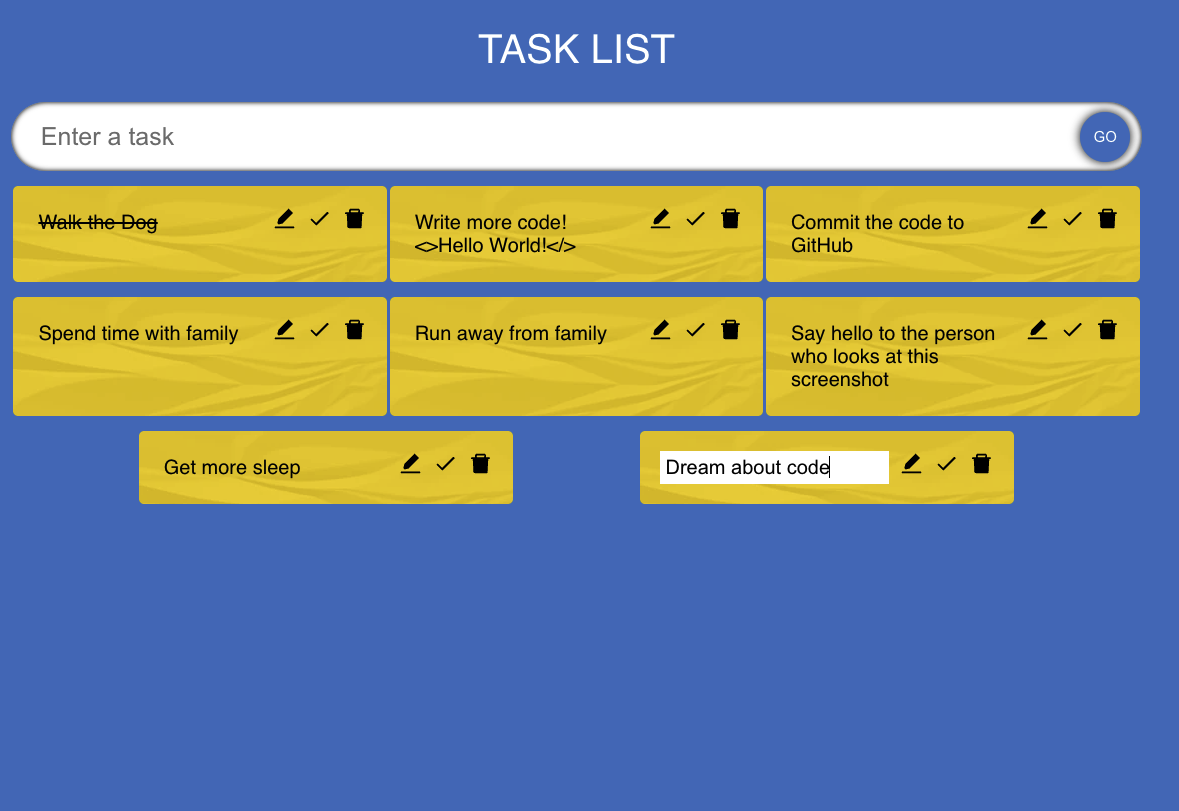 TASK LIST
Enter a task
GO
Walk the Dog
Write more code!
<>Hello World!</>
Commit the code to
GitHub
Spend time with family
Run away from family
Say hello to the person
who looks at this
screenshot
Get more sleep
Dream about code